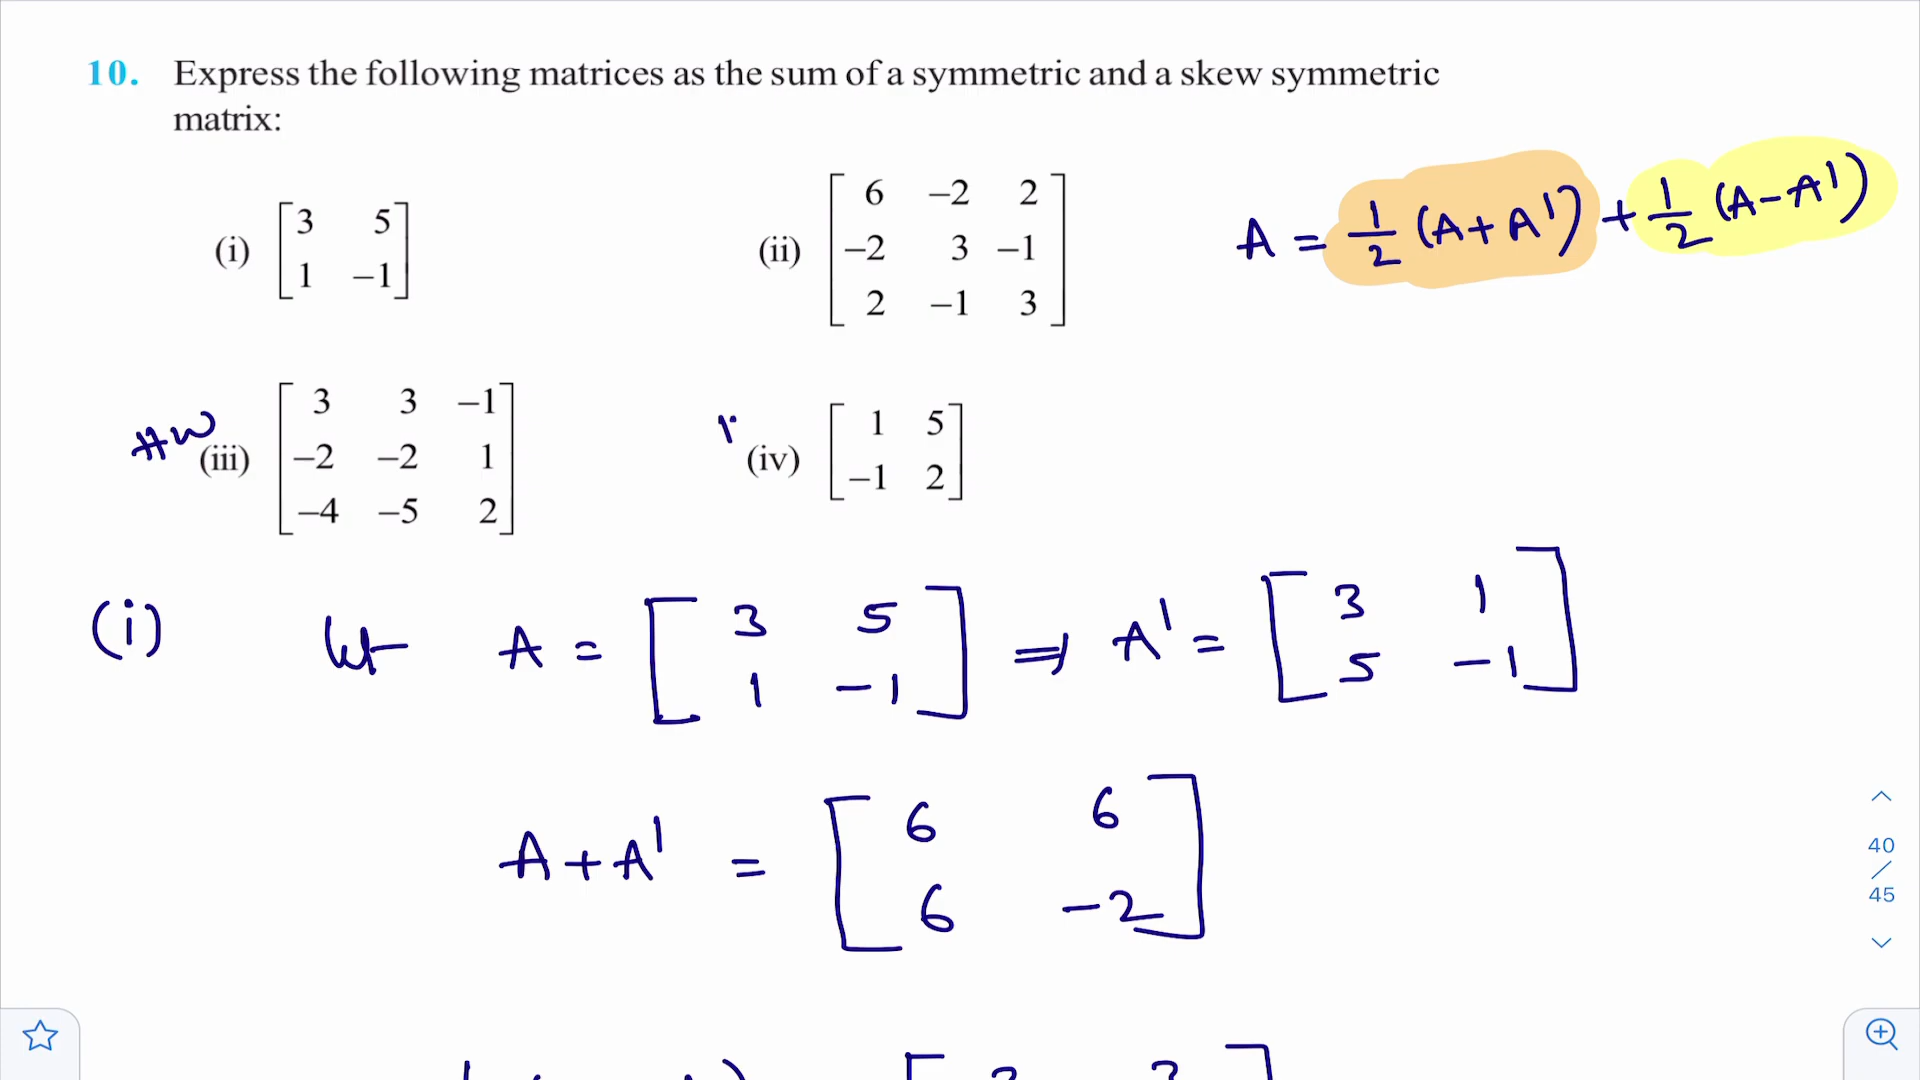 10. Express the following matrices as the sum of a symmetric and a skew symmetric
matrix:
A = 1/2 (A + A') + 1/2 (A - A')
(i) [3 5
1 −1]
(ii) [6 −2 2
−2 3 −1
2 −1 3]
HW
(iii) [3 3 −1
−2 −2 1
−4 −5 2]
(iv) [1 5
−1 2]
(i) let A = [3 5
1 −1] ⇒ A' = [3 1
5 −1]
A + A' = [6 6
6 −2]
40
/
45